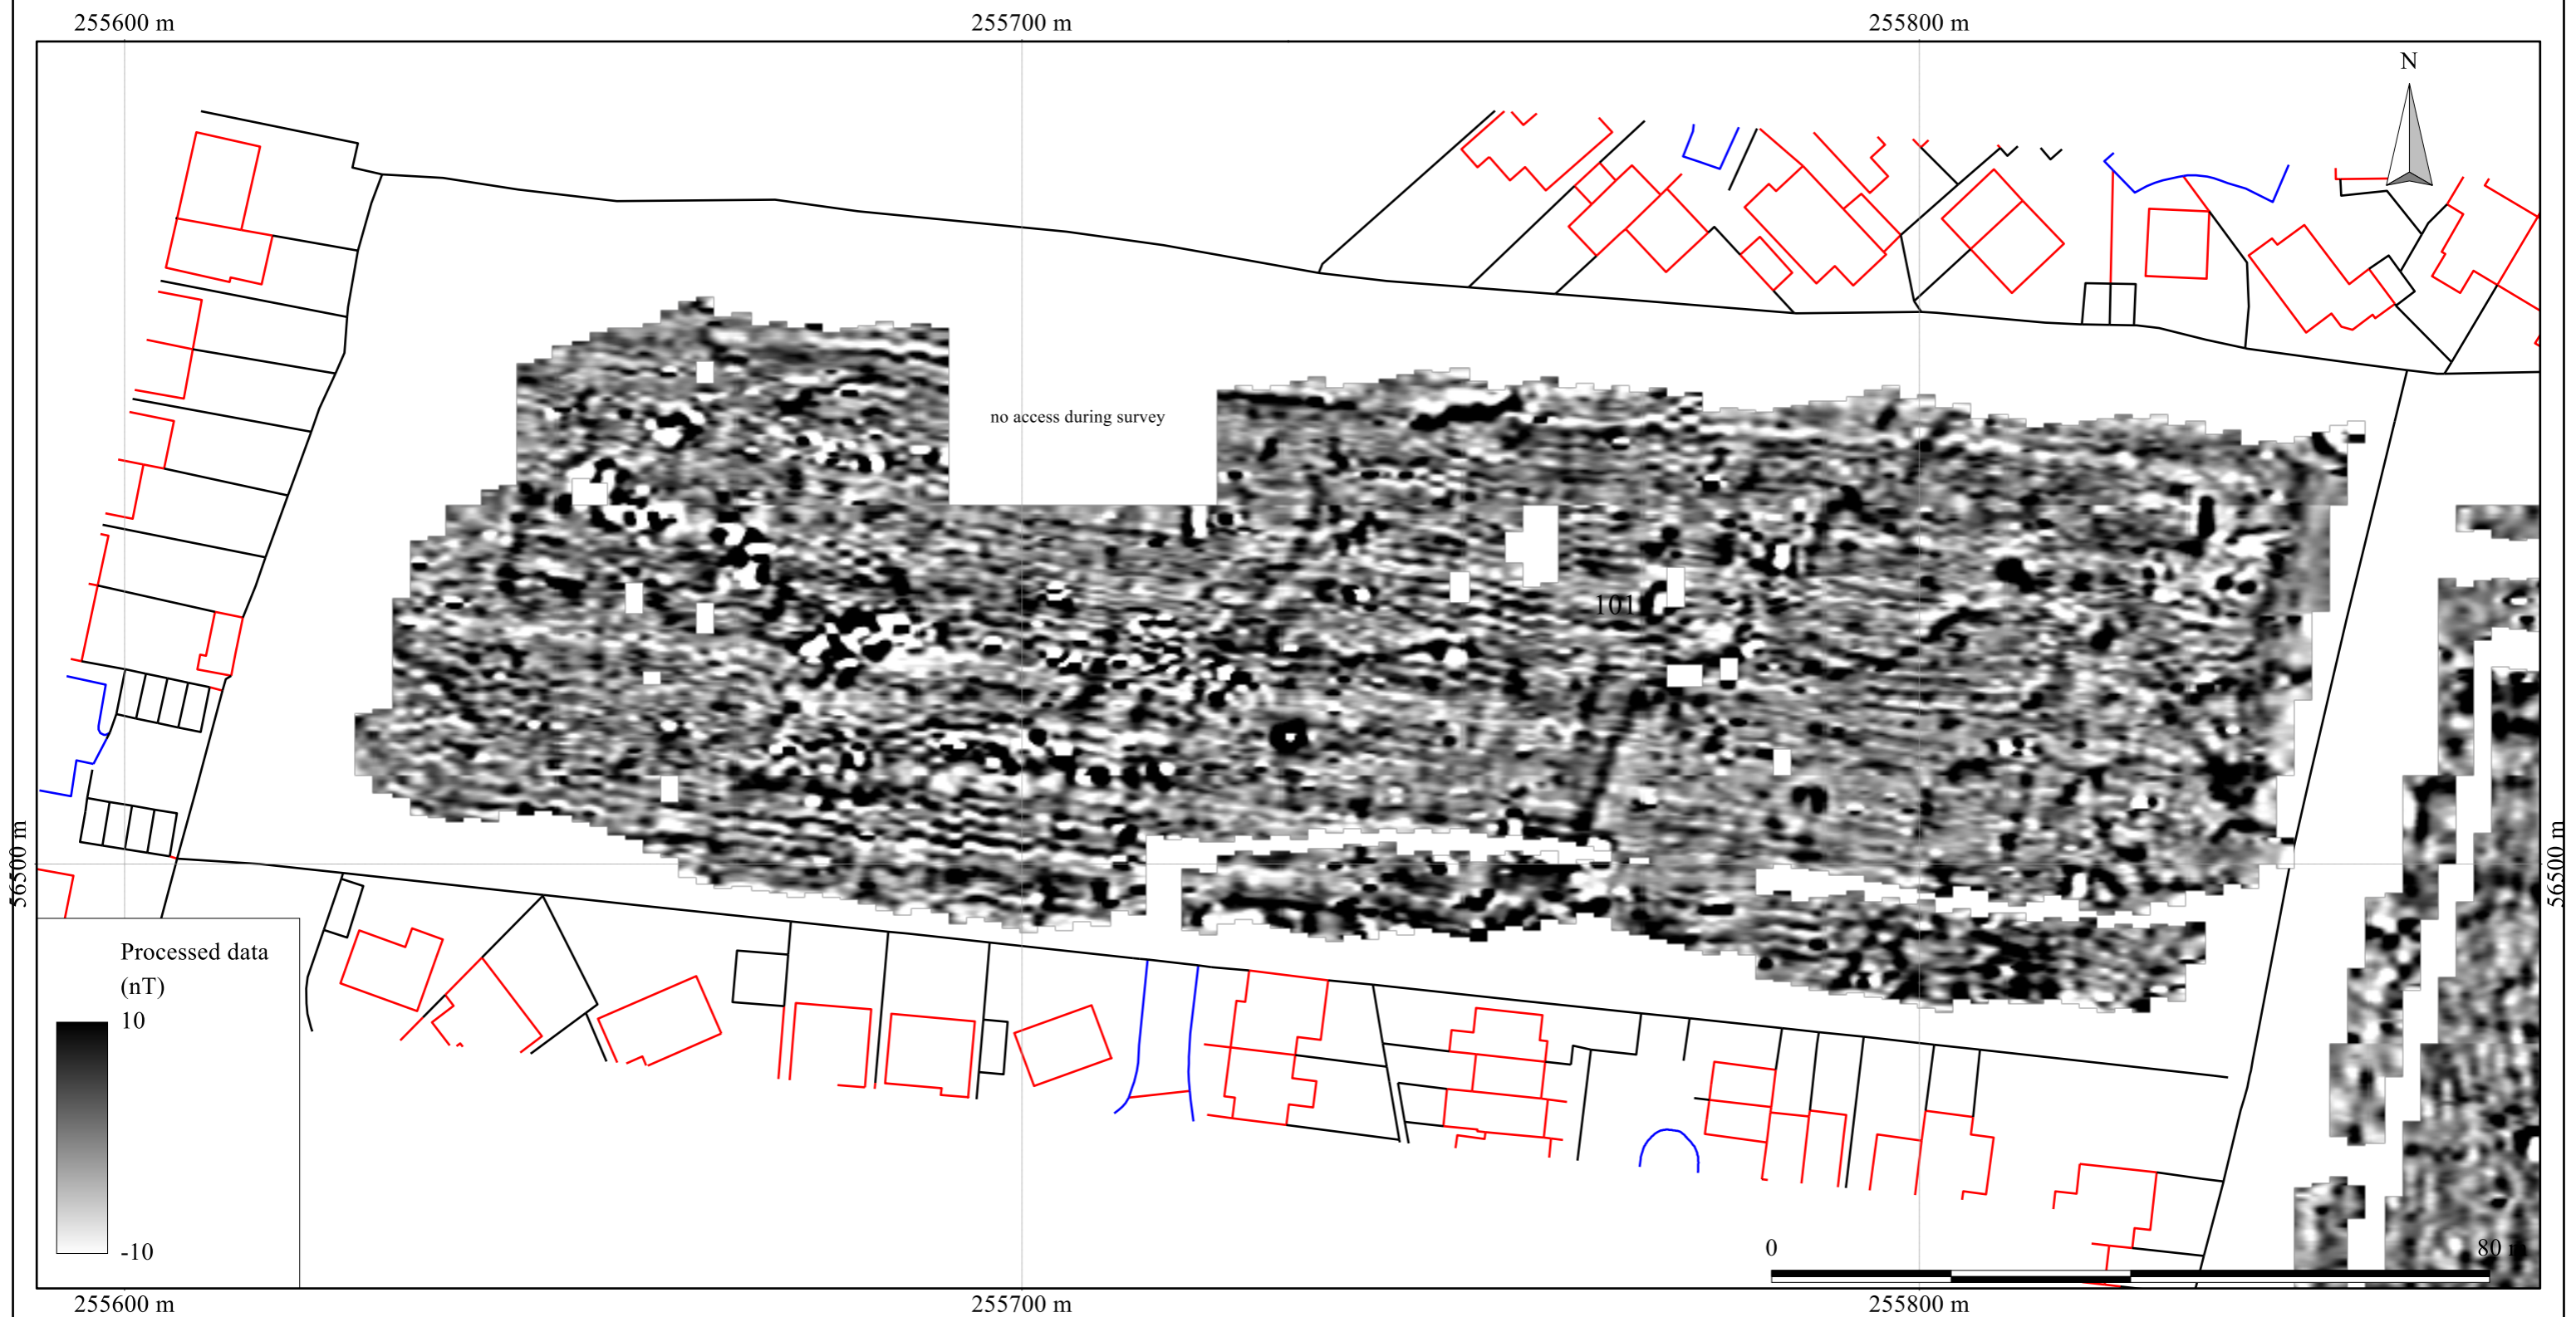 255600 m
255700 m
255800 m
N
no access during survey
101
56500 m
56500 m
Processed data
(nT)
10
-10
0
80 m
255600 m
255700 m
255800 m